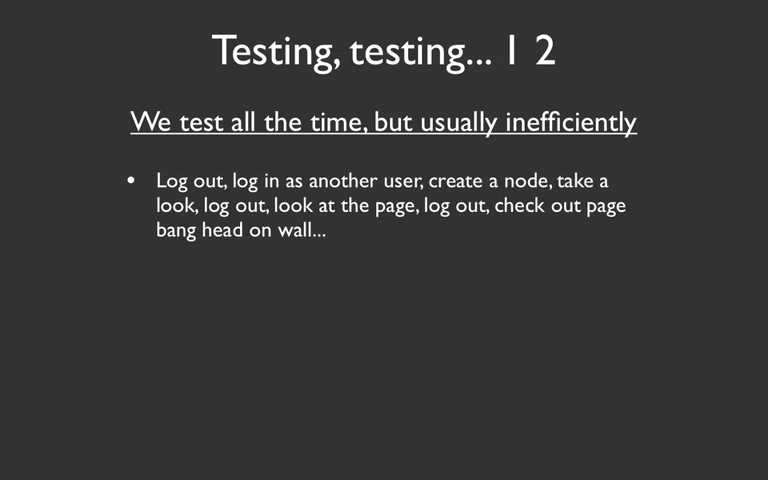 Testing, testing... 1 2
We test all the time, but usually inefficiently
• Log out, log in as another user, create a node, take a
look, log out, look at the page, log out, check out page
bang head on wall...